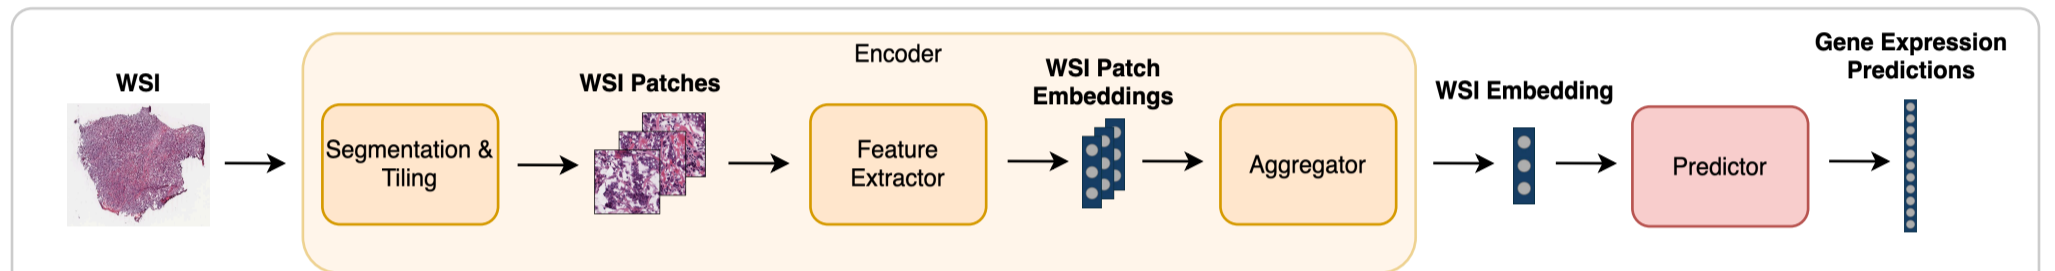 WSI
Segmentation &
Tiling
Encoder
WSI Patches
Feature
Extractor
WSI Patch
Embeddings
Aggregator
WSI Embedding
Predictor
Gene Expression
Predictions